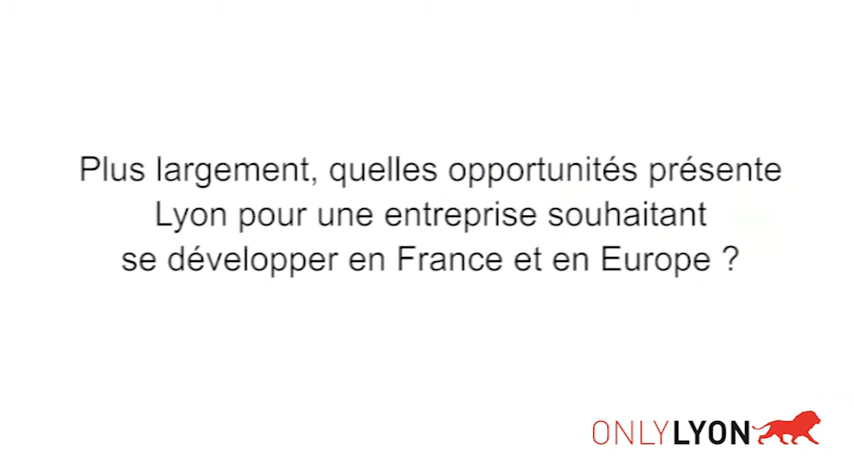 Plus largement, quelles opportunités présente
Lyon pour une entreprise souhaitant
se développer en France et en Europe ?
ONLYLYON